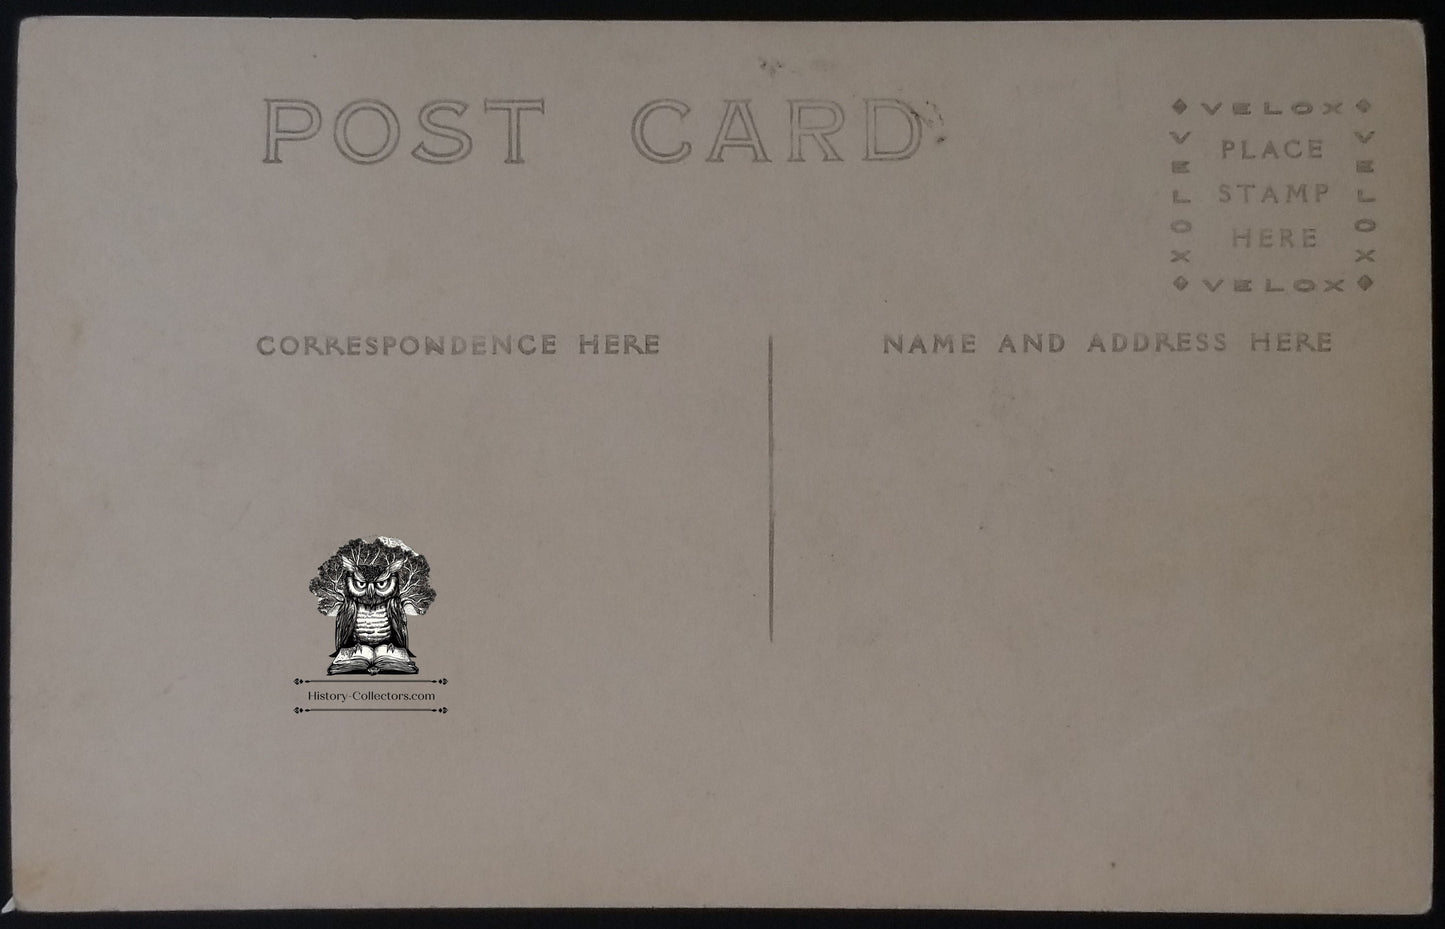 POST CARD
VELOX
VELOX
VELOX
PLACE
STAMP
HERE
VELOX
CORRESPONDENCE HERE
NAME AND ADDRESS HERE
History-Collectors.com